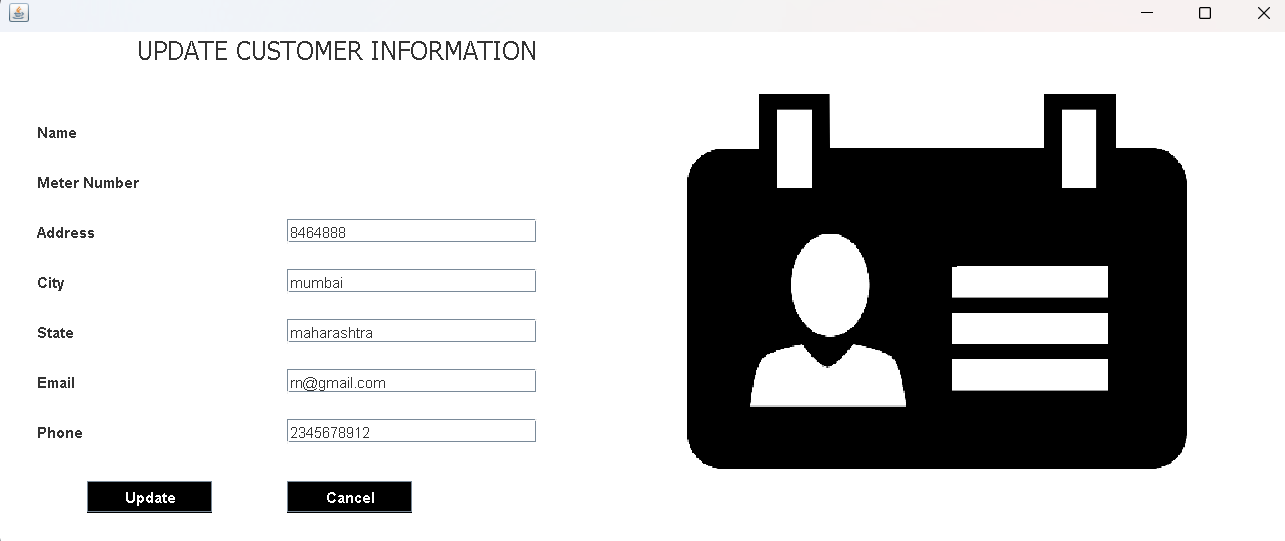 UPDATE CUSTOMER INFORMATION
Name
Meter Number
Address 8464888
City mumbai
State maharashtra
Email rn@gmail.com
Phone 2345678912
Update Cancel